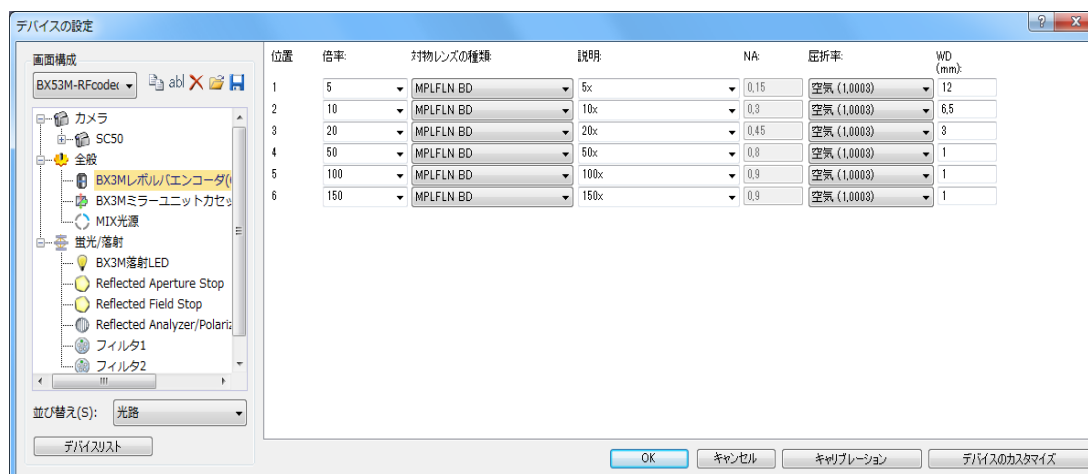 デバイスの設定
画面構成
BX53M-RFcodec
abl
カメラ
SC50
全般
BX3Mレボルバエンコーダ(
BX3Mミラーユニットカセッ
MIX光源
蛍光/落射
BX3M落射LED
Reflected Aperture Stop
Reflected Field Stop
Reflected Analyzer/Polariz
フィルタ1
フィルタ2
並び替え(S): 光路
デバイスリスト
位置 倍率: 対物レンズの種類: 説明: NA: 屈折率: WD (mm):
1 5 MPLFLN BD 5x 0,15 空気 (1,0003) 12
2 10 MPLFLN BD 10x 0,3 空気 (1,0003) 6,5
3 20 MPLFLN BD 20x 0,45 空気 (1,0003) 3
4 50 MPLFLN BD 50x 0,8 空気 (1,0003) 1
5 100 MPLFLN BD 100x 0,9 空気 (1,0003) 1
6 150 MPLFLN BD 150x 0,9 空気 (1,0003) 1
OK キャンセル キャリブレーション デバイスのカスタマイズ